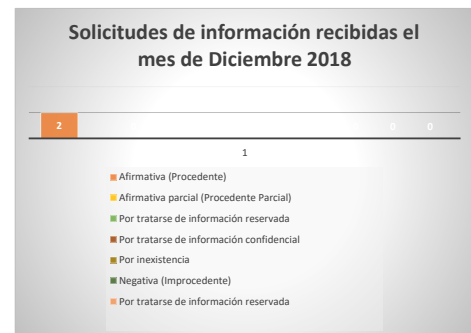 Solicitudes de información recibidas el
mes de Diciembre 2018
2
0
0
1
Afirmativa (Procedente)
Afirmativa parcial (Procedente Parcial)
Por tratarse de información reservada
Por tratarse de información confidencial
Por inexistencia
Negativa (Improcedente)
Por tratarse de información reservada